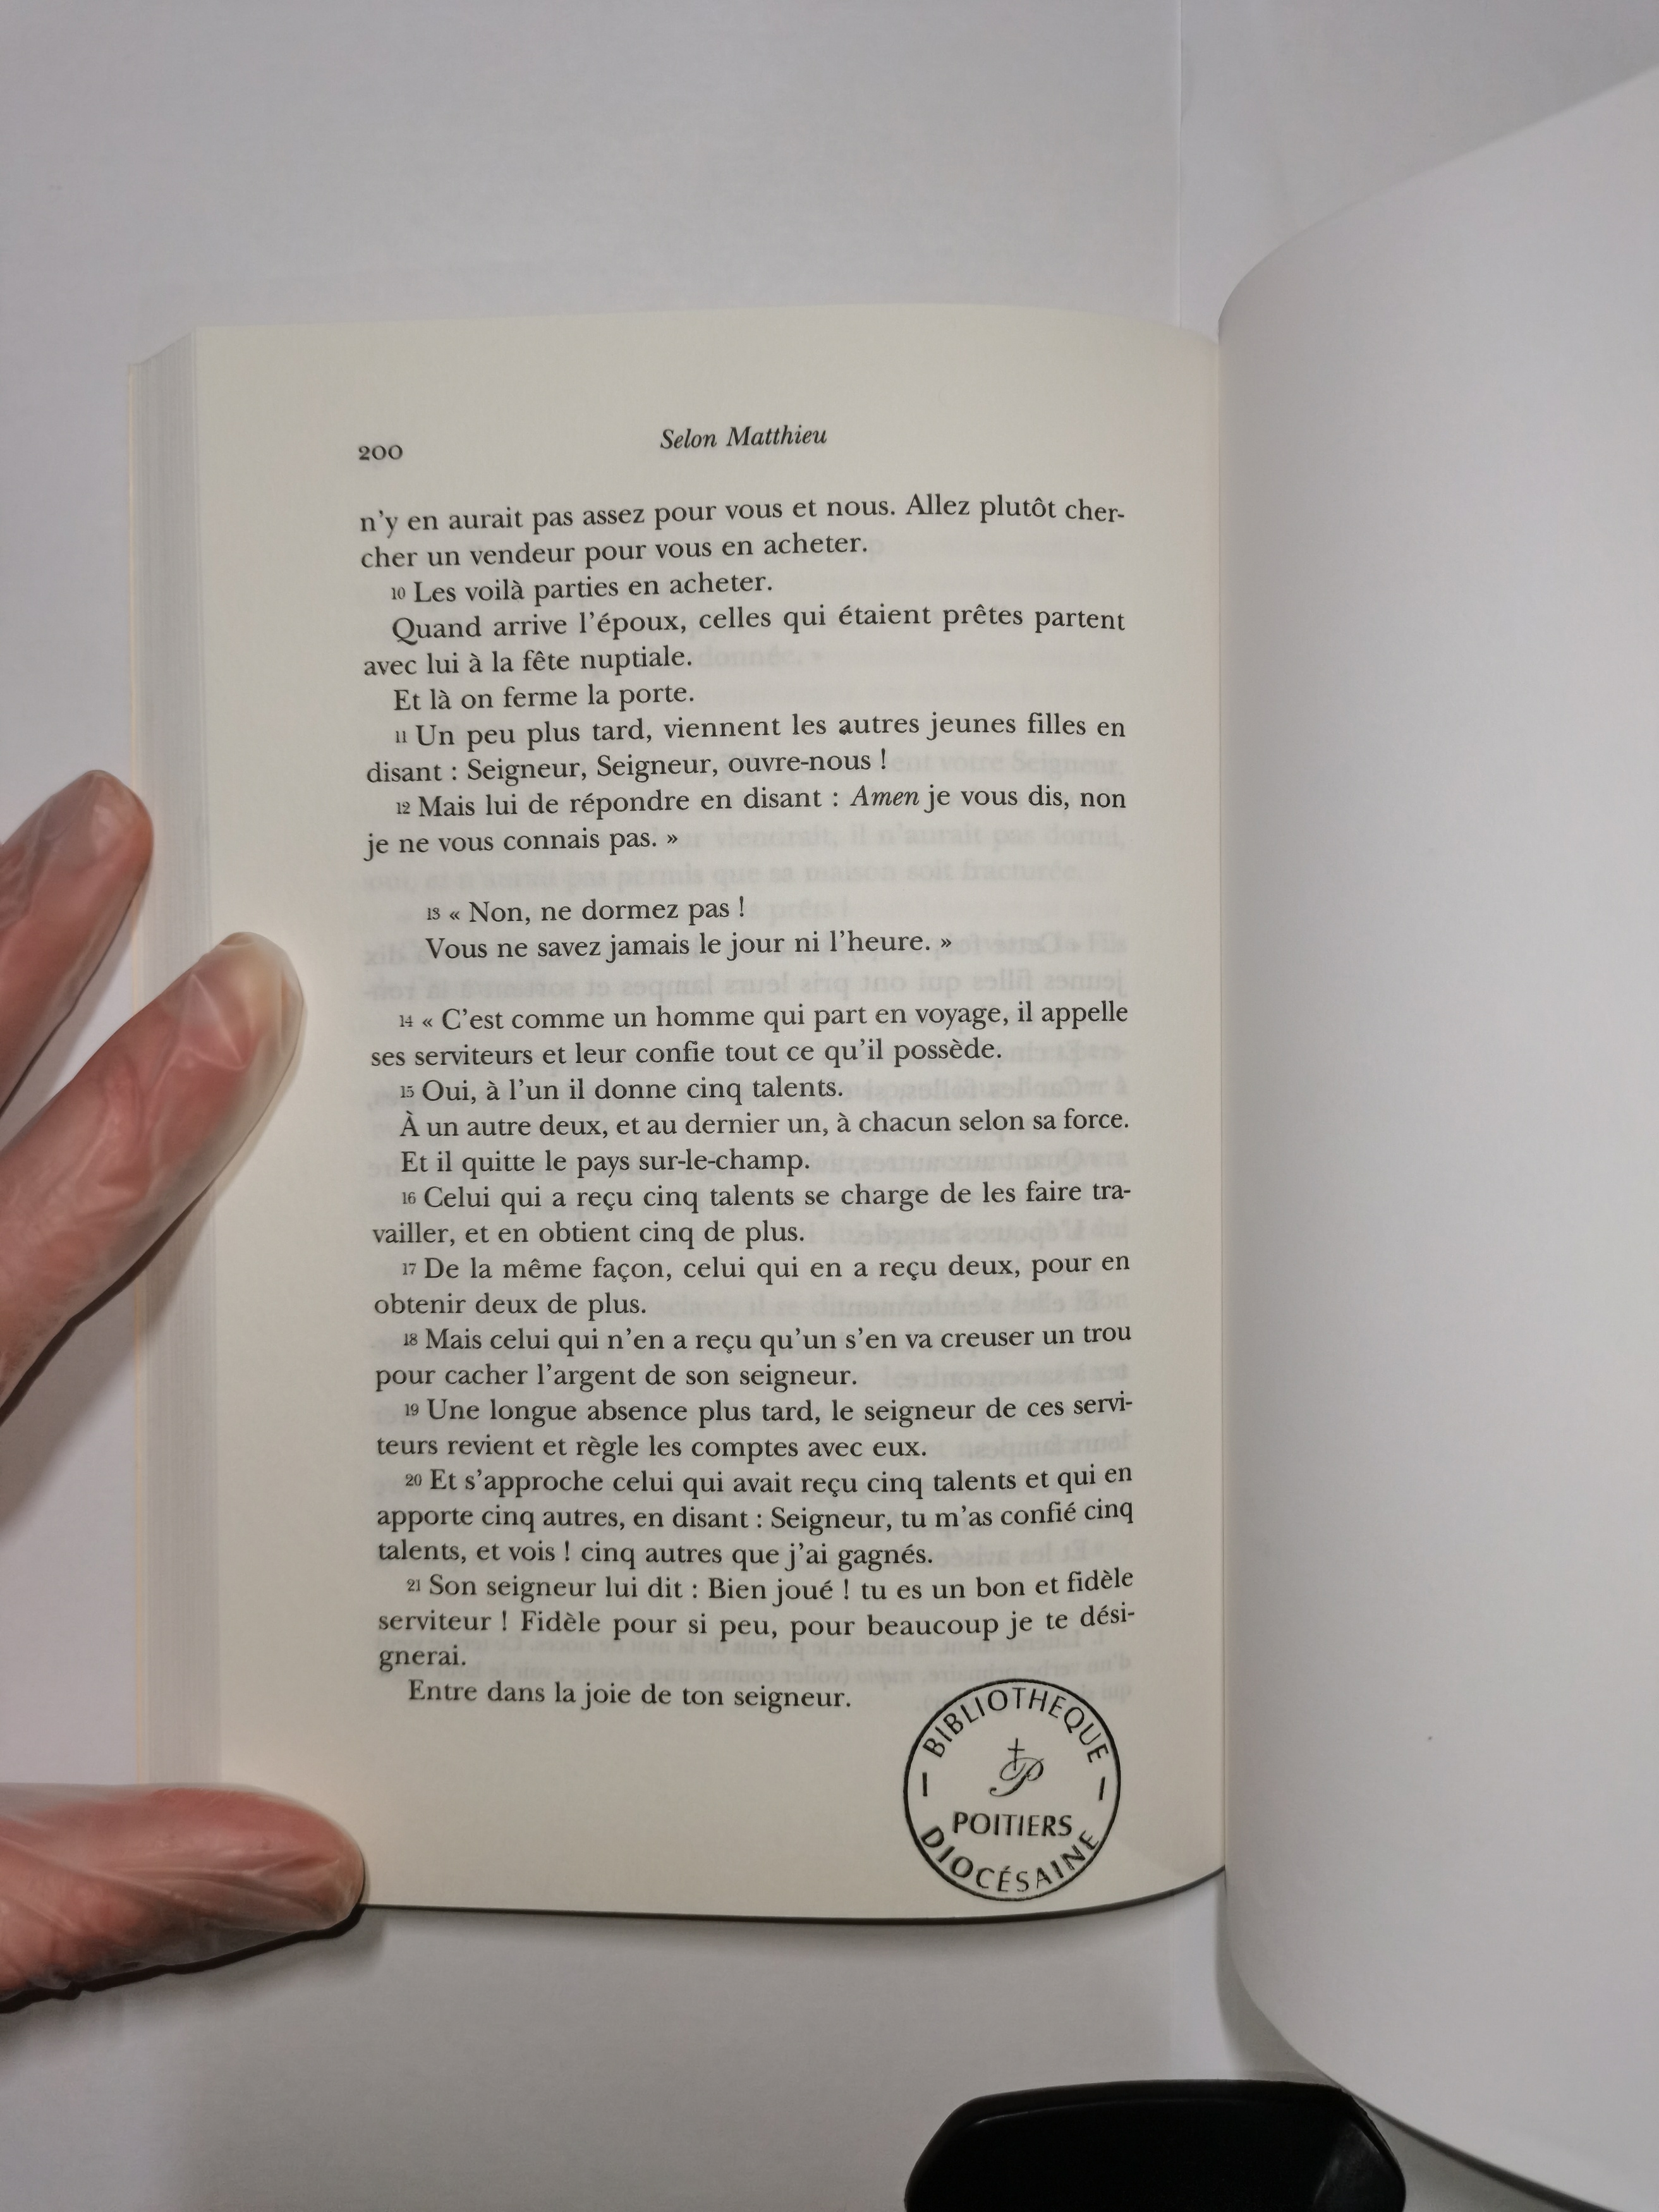 200
Selon Matthieu
n'y en aurait pas assez pour vous et nous. Allez plutôt cher-
cher un vendeur pour vous en acheter.
10 Les voilà parties en acheter.
Quand arrive l'époux, celles qui étaient prêtes partent
avec lui à la fête nuptiale.
Et là on ferme la porte.
11 Un peu plus tard, viennent les autres jeunes filles en
disant : Seigneur, Seigneur, ouvre-nous !
12 Mais lui de répondre en disant : Amen je vous dis, non
je ne vous connais pas. »
13 « Non, ne dormez pas !
Vous ne savez jamais le jour ni l'heure. »
14 « C'est comme un homme qui part en voyage, il appelle
ses serviteurs et leur confie tout ce qu'il possède.
15 Oui, à l'un il donne cinq talents.
À un autre deux, et au dernier un, à chacun selon sa force.
Et il quitte le pays sur-le-champ.
16 Celui qui a reçu cinq talents se charge de les faire tra-
vailler, et en obtient cinq de plus.
17 De la même façon, celui qui en a reçu deux, pour en
obtenir deux de plus.
18 Mais celui qui n'en a reçu qu'un s'en va creuser un trou
pour cacher l'argent de son seigneur.
19 Une longue absence plus tard, le seigneur de ces servi-
teurs revient et règle les comptes avec eux.
20 Et s'approche celui qui avait reçu cinq talents et qui en
apporte cinq autres, en disant : Seigneur, tu m'as confié cinq
talents, et vois ! cinq autres que j'ai gagnés.
21 Son seigneur lui dit : Bien joué ! tu es un bon et fidèle
serviteur ! Fidèle pour si peu, pour beaucoup je te dési-
gnerai.
Entre dans la joie de ton seigneur.
BIBLIOTHEQUE
POITIERS
DIOCÉSAINE